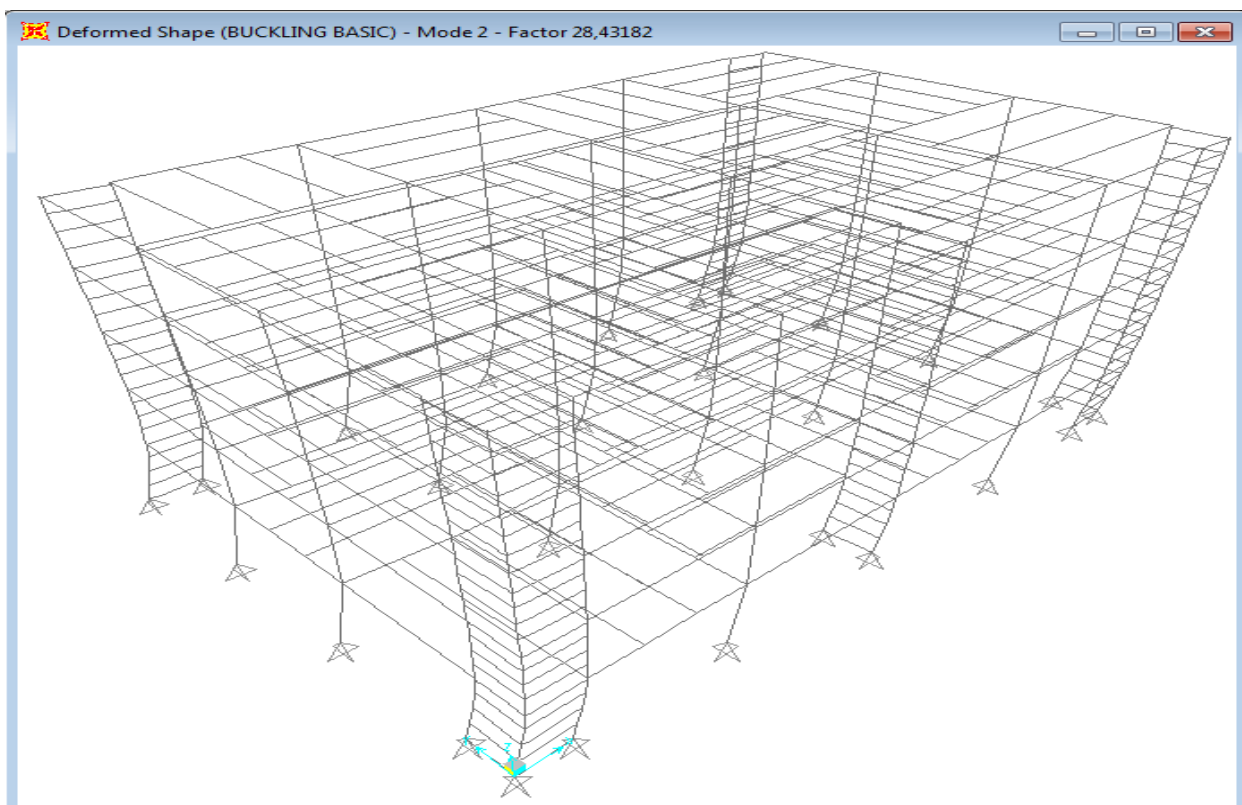 Deformed Shape (BUCKLING BASIC) - Mode 2 - Factor 28,43182
Z